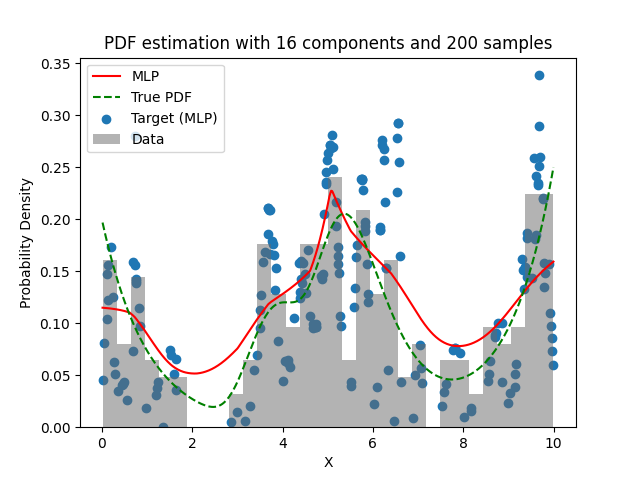 PDF estimation with 16 components and 200 samples
MLP
True PDF
Target (MLP)
Data
Probability Density
0.35
0.30
0.25
0.20
0.15
0.10
0.05
0.00
0 2 4 6 8 10
X